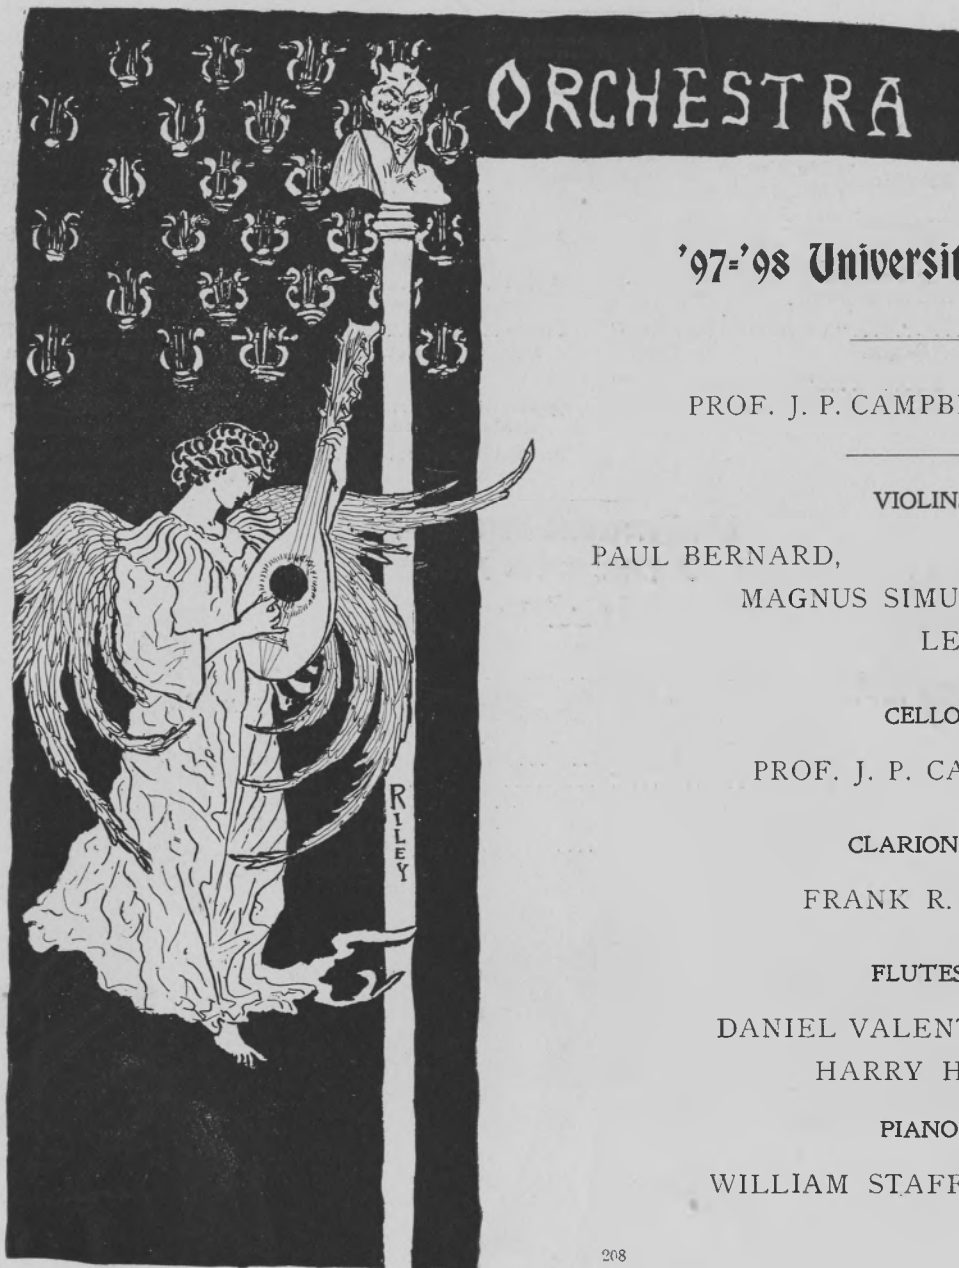 ORCHESTRA
'97-'98 Universit
PROF. J. P. CAMPB
VIOLIN
PAUL BERNARD,
MAGNUS SIMU
LE
CELLO
PROF. J. P. CA
CLARION
FRANK R.
FLUTES
DANIEL VALENT
HARRY H
PIANO
WILLIAM STAFF
RILEY
208